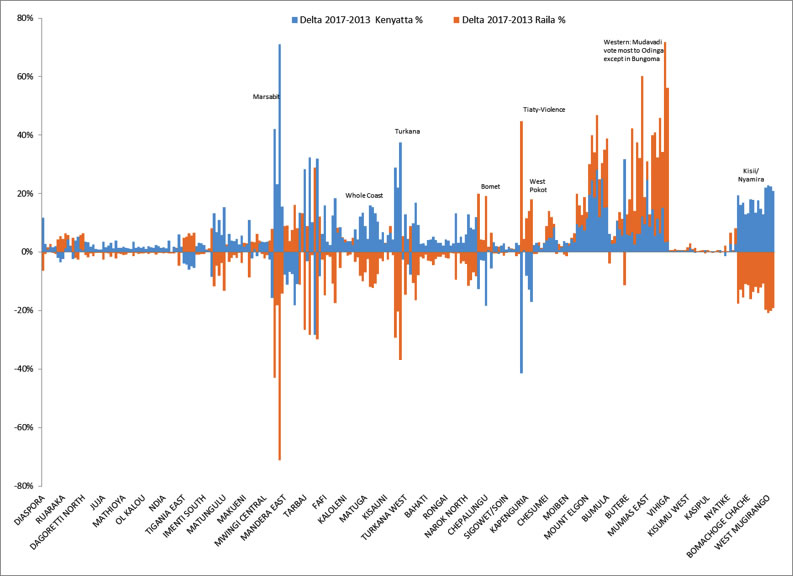 Delta 2017-2013 Kenyatta %
Delta 2017-2013 Raila %
80%
60%
40%
20%
0%
-20%
-40%
-60%
-80%
Western: Mudavadi
vote most to Odinga
except in Bungoma
Marsabit
Tiaty-Violence
Turkana
Whole Coast
Bomet
West
Pokot
Kisii/
Nyamira
DIASPORA
RUARAKA
DAGORETTI NORTH
JUJA
MATHIOYA
OL KALOU
NDIA
TIGANIA EAST
IMENTI SOUTH
MATUNGULU
MAKUENI
MWINGI CENTRAL
MANDERA EAST
TARBAJ
FAFI
KALOLENI
MATUGA
KISAUNI
TURKANA WEST
BAHATI
RONGAI
NAROK NORTH
CHEPALUNGU
SIGOWET/SOIN
KAPENGURIA
CHESUMEI
MOIBEN
MOUNT ELGON
BUMULA
BUTERE
MUMIAS EAST
VIHIGA
KISUMU WEST
KASIPUL
NYATIKE
BOMACHOGE CHACHE
WEST MUGIRANGO